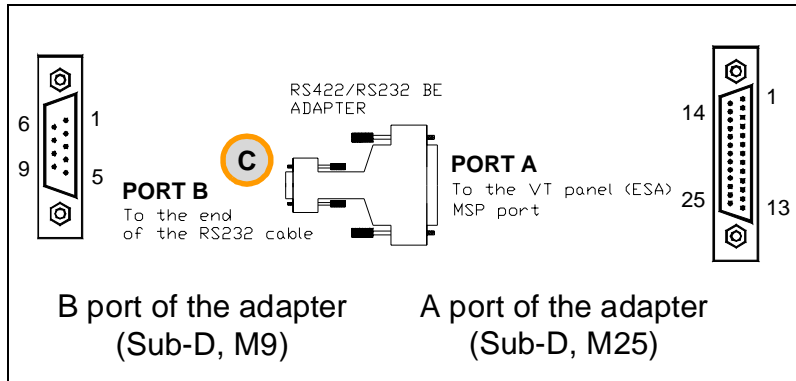 RS422/RS232 BE
ADAPTER
6
1
9
5
C
14
1
25
13
PORT B
To the end
of the RS232 cable
PORT A
To the VT panel (ESA)
MSP port
B port of the adapter
(Sub-D, M9)
A port of the adapter
(Sub-D, M25)